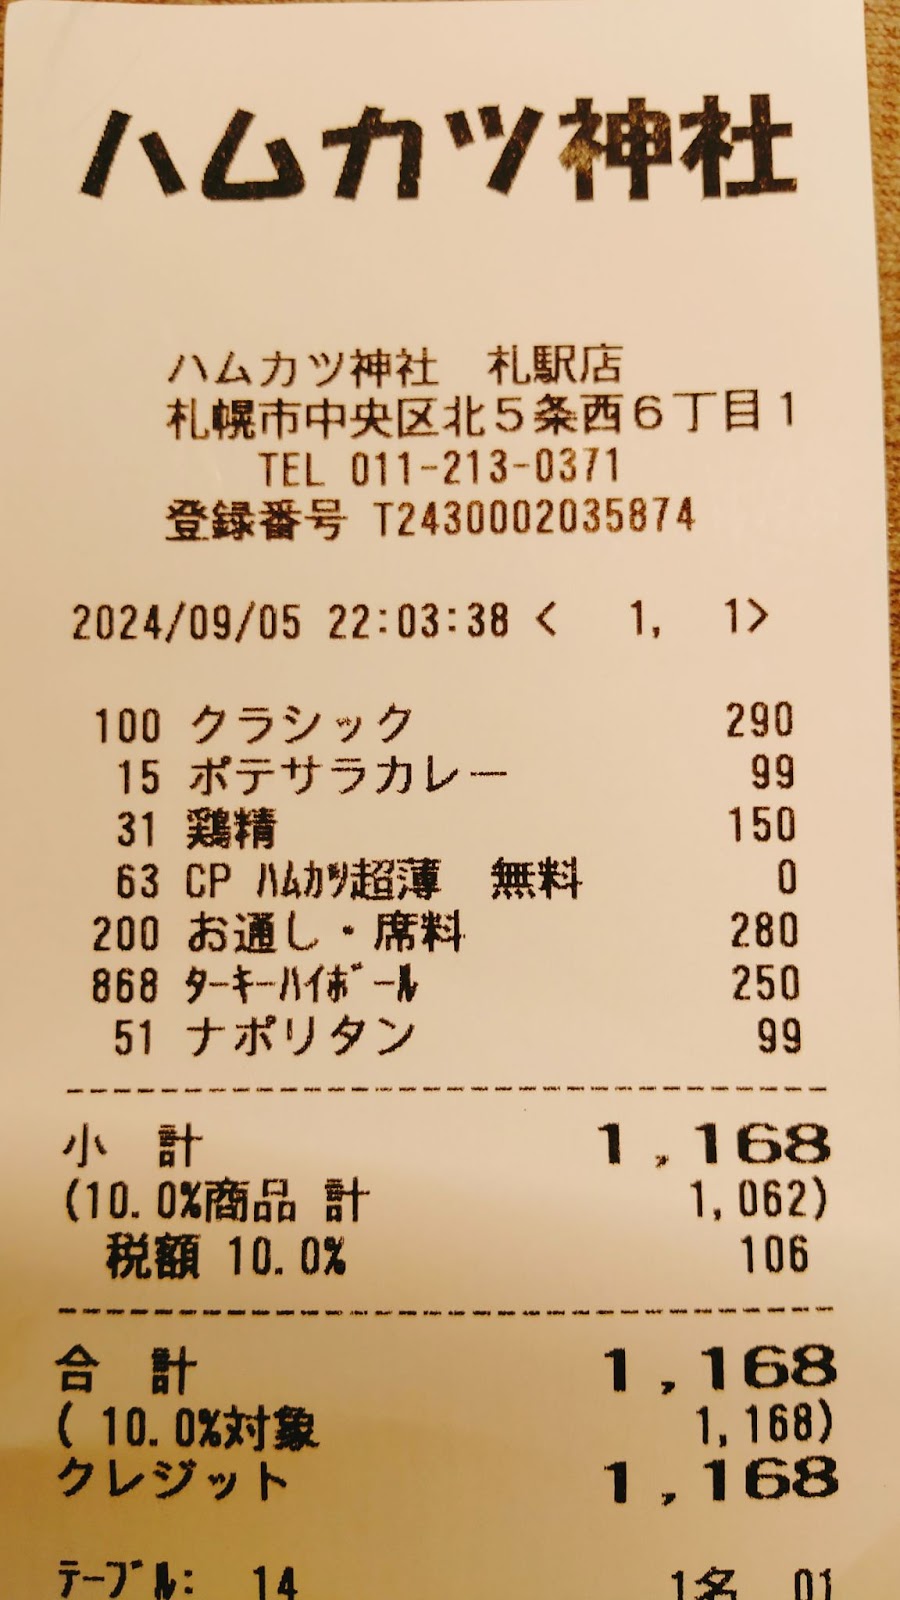 ハムカツ神社
ハムカツ神社　札駅店
札幌市中央区北５条西６丁目１
TEL 011-213-0371
登録番号 T2430002035874
2024/09/05 22:03:38 <   1,   1>
100 クラシック 290
15 ポテサラカレー 99
31 鶏精 150
63 CP ﾊﾑｶﾂ超薄　無料 0
200 お通し・席料 280
868 ﾀｰｷｰﾊｲﾎﾞｰﾙ 250
51 ナポリタン 99
小　計 1,168
(10.0%商品 計 1,062)
税額 10.0% 106
合　計 1,168
( 10.0%対象 1,168)
クレジット 1,168
ﾃｰﾌﾞﾙ: 14 1名 01